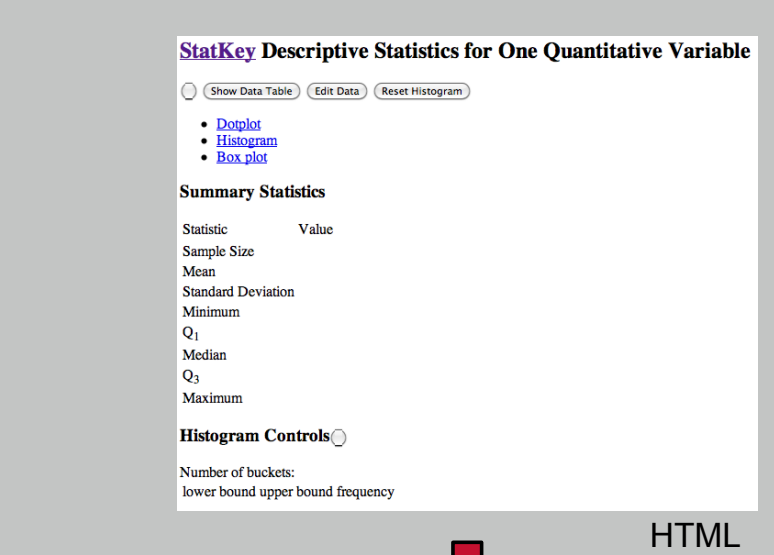 StatKey Descriptive Statistics for One Quantitative Variable
Show Data Table Edit Data Reset Histogram
Dotplot
Histogram
Box plot
Summary Statistics
Statistic Value
Sample Size
Mean
Standard Deviation
Minimum
Q1
Median
Q3
Maximum
Histogram Controls
Number of buckets:
lower bound upper bound frequency
HTML